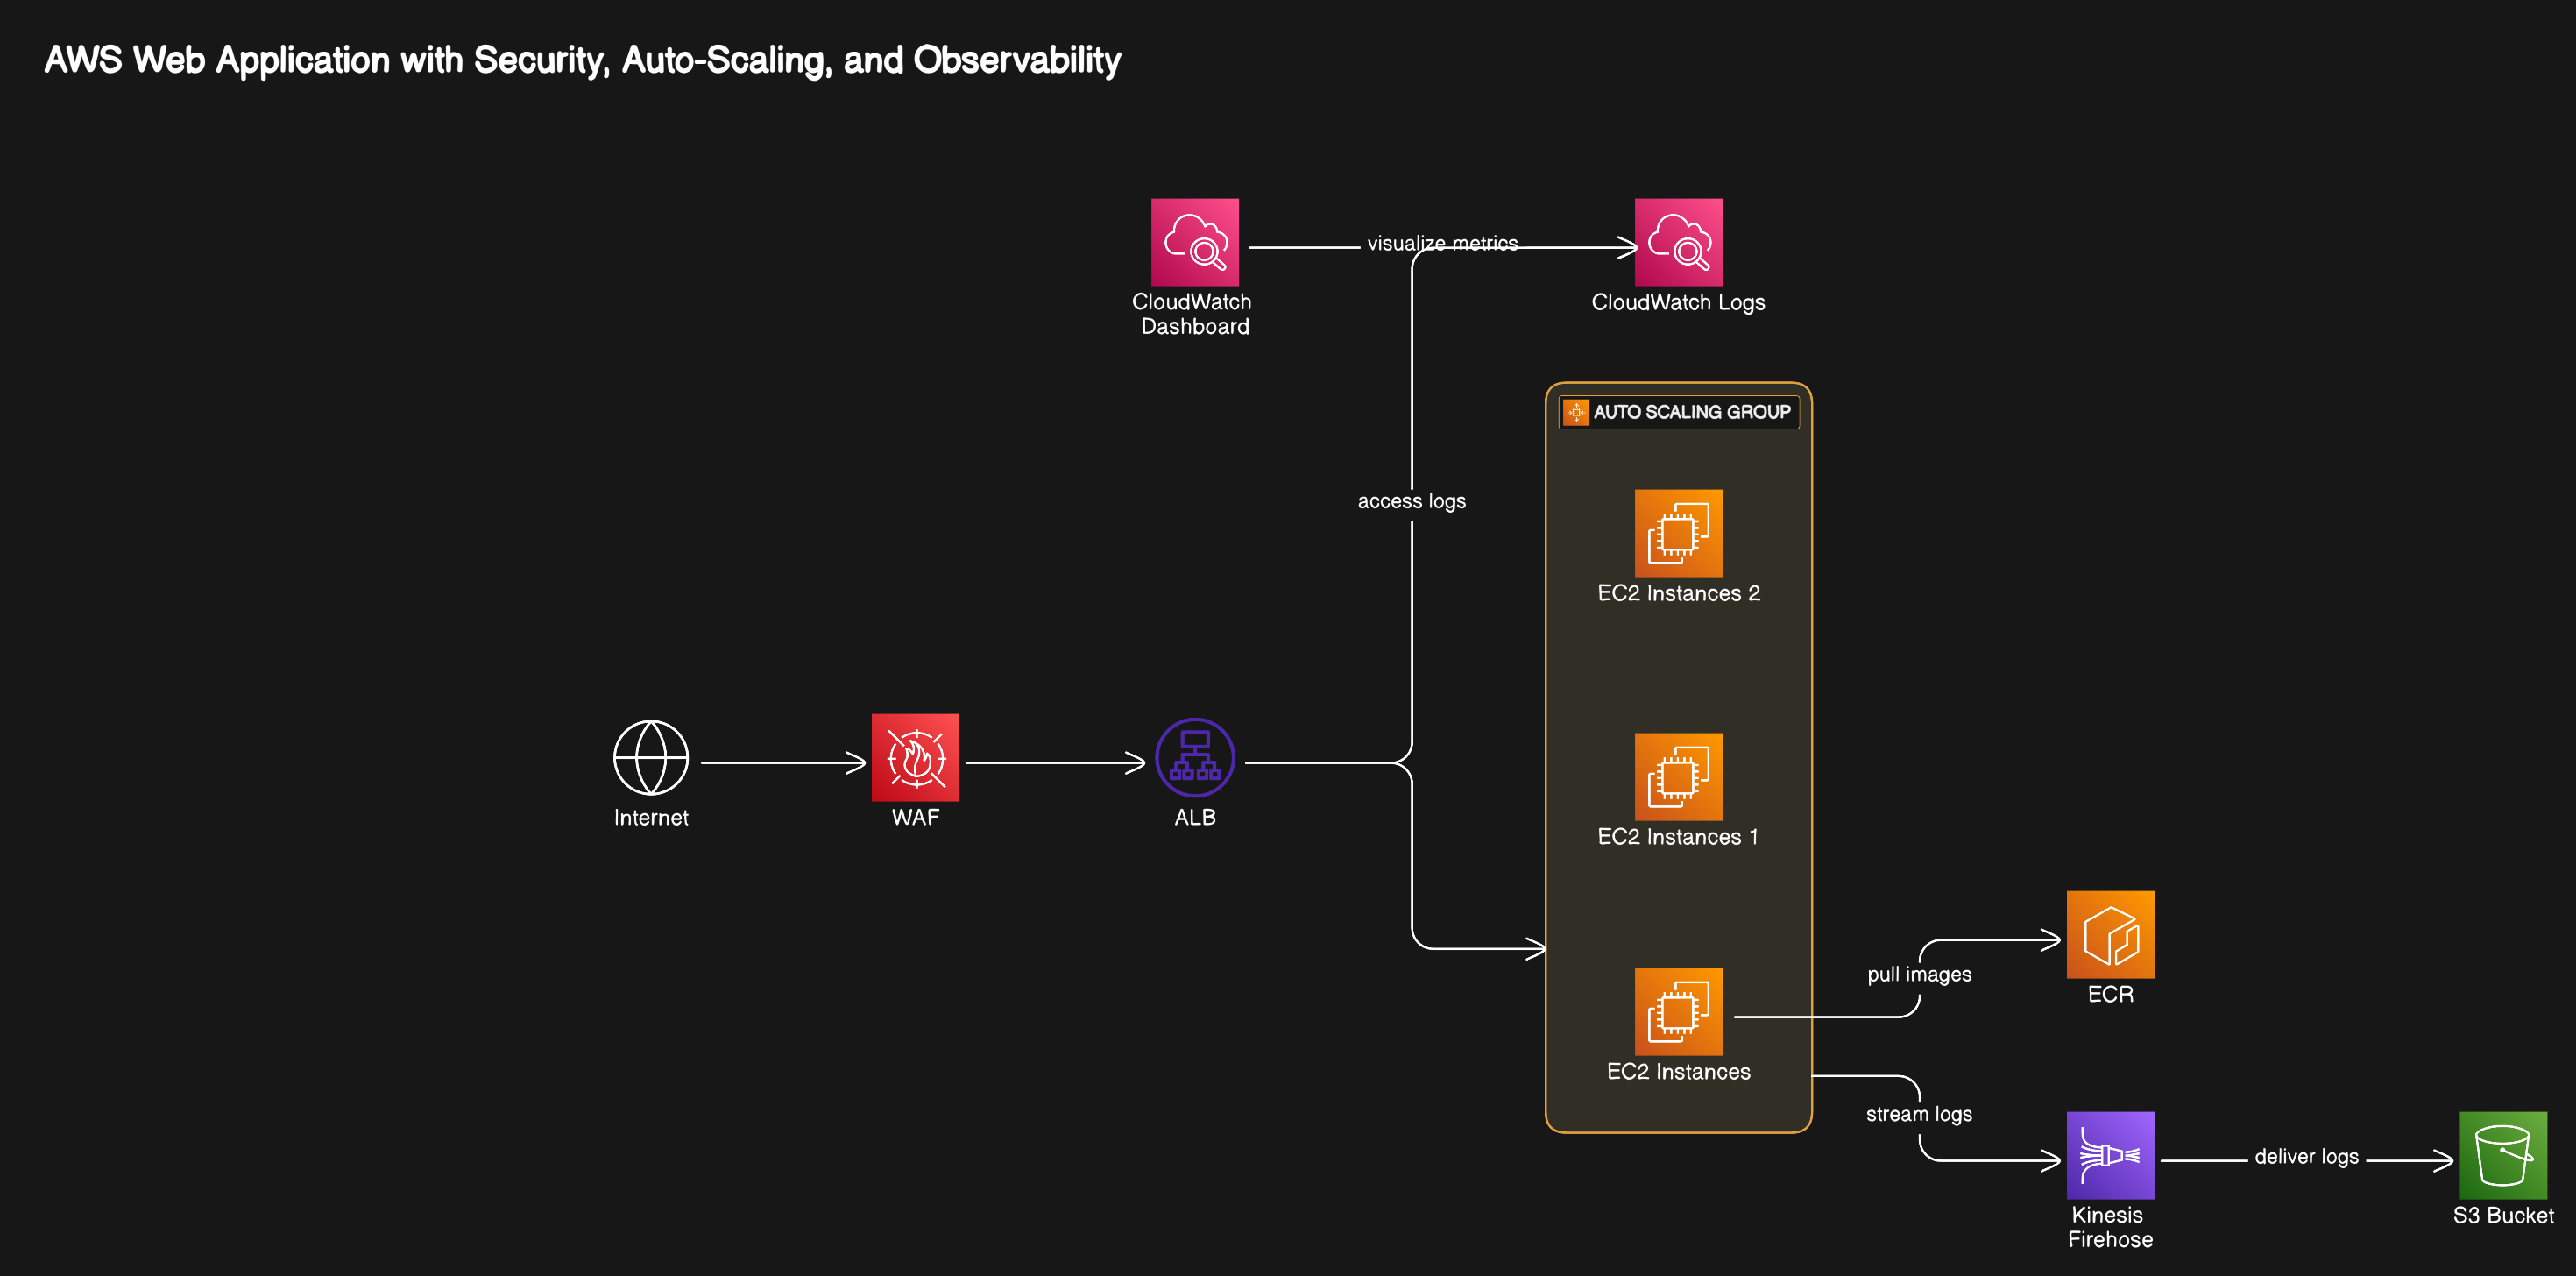 AWS Web Application with Security, Auto-Scaling, and Observability
visualize metrics
CloudWatch
Dashboard
CloudWatch Logs
AUTO SCALING GROUP
access logs
EC2 Instances 2
Internet
WAF
ALB
EC2 Instances 1
pull images
ECR
EC2 Instances
stream logs
deliver logs
Kinesis
Firehose
S3 Bucket